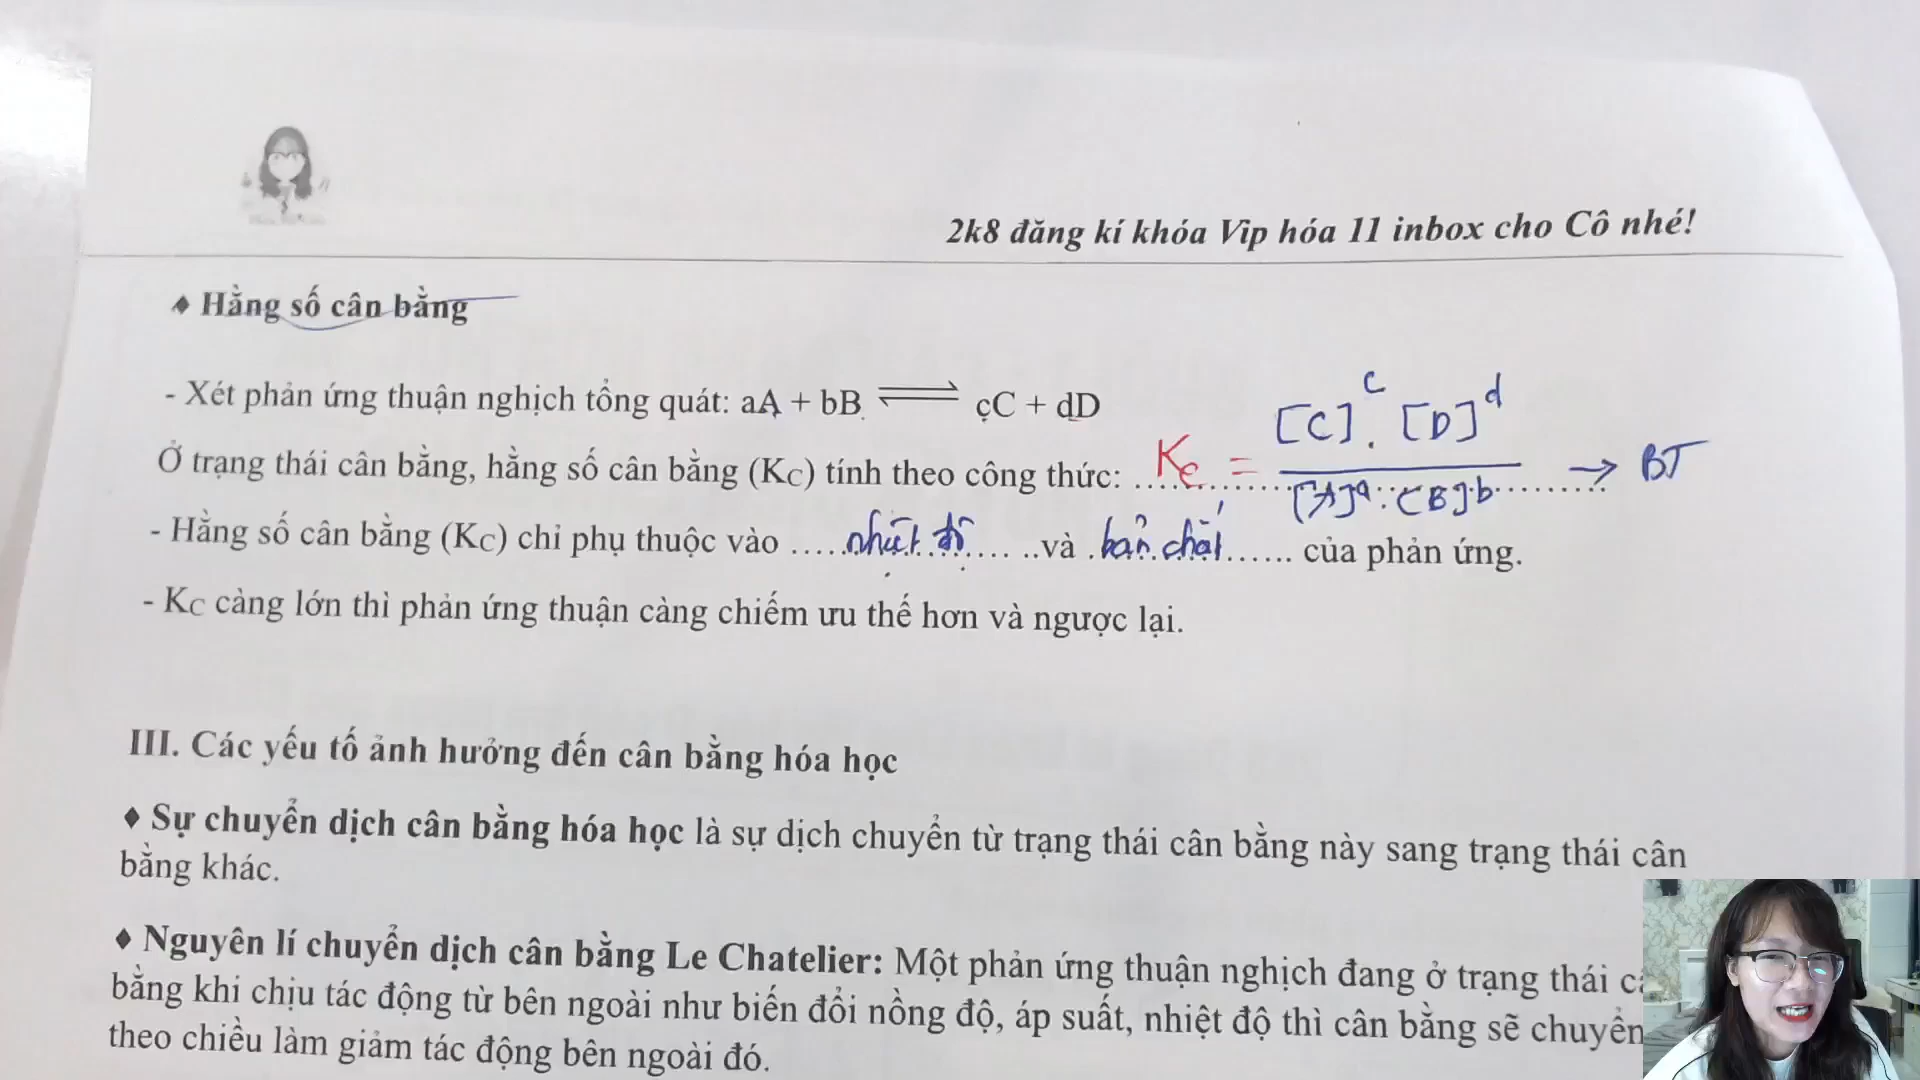 2k8 đăng kí khóa Vip hóa 11 inbox cho Cô nhé!
♦ Hằng số cân bằng
- Xét phản ứng thuận nghịch tổng quát: aA + bB ⇌ cC + dD
Ở trạng thái cân bằng, hằng số cân bằng (KC) tính theo công thức: Kc = [C]^c . [D]^d / [A]^a . [B]^b → BT
- Hằng số cân bằng (KC) chỉ phụ thuộc vào ..... nhiệt độ ..... và . bản chất ...... của phản ứng.
- KC càng lớn thì phản ứng thuận càng chiếm ưu thế hơn và ngược lại.
III. Các yếu tố ảnh hưởng đến cân bằng hóa học
♦ Sự chuyển dịch cân bằng hóa học là sự dịch chuyển từ trạng thái cân bằng này sang trạng thái cân
bằng khác.
♦ Nguyên lí chuyển dịch cân bằng Le Chatelier: Một phản ứng thuận nghịch đang ở trạng thái
bằng khi chịu tác động từ bên ngoài như biến đổi nồng độ, áp suất, nhiệt độ thì cân bằng sẽ chuyển
theo chiều làm giảm tác động bên ngoài đó.